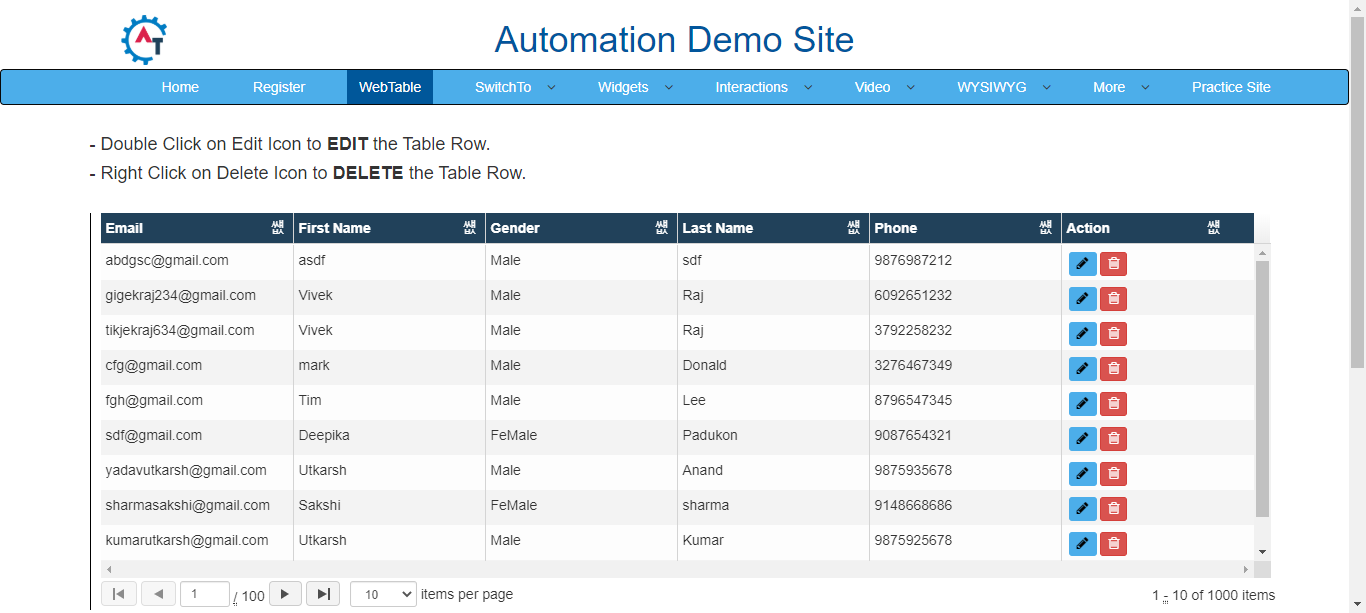 AT
Automation Demo Site
Home Register WebTable SwitchTo Widgets Interactions Video WYSIWYG More Practice Site
- Double Click on Edit Icon to EDIT the Table Row.
- Right Click on Delete Icon to DELETE the Table Row.
Email First Name Gender Last Name Phone Action
abdgsc@gmail.com asdf Male sdf 9876987212
gigekraj234@gmail.com Vivek Male Raj 6092651232
tikjekraj634@gmail.com Vivek Male Raj 3792258232
cfg@gmail.com mark Male Donald 3276467349
fgh@gmail.com Tim Male Lee 8796547345
sdf@gmail.com Deepika FeMale Padukon 9087654321
yadavutkarsh@gmail.com Utkarsh Male Anand 9875935678
sharmasakshi@gmail.com Sakshi FeMale sharma 9148668686
kumarutkarsh@gmail.com Utkarsh Male Kumar 9875925678
1 / 100 10 items per page 1 - 10 of 1000 items